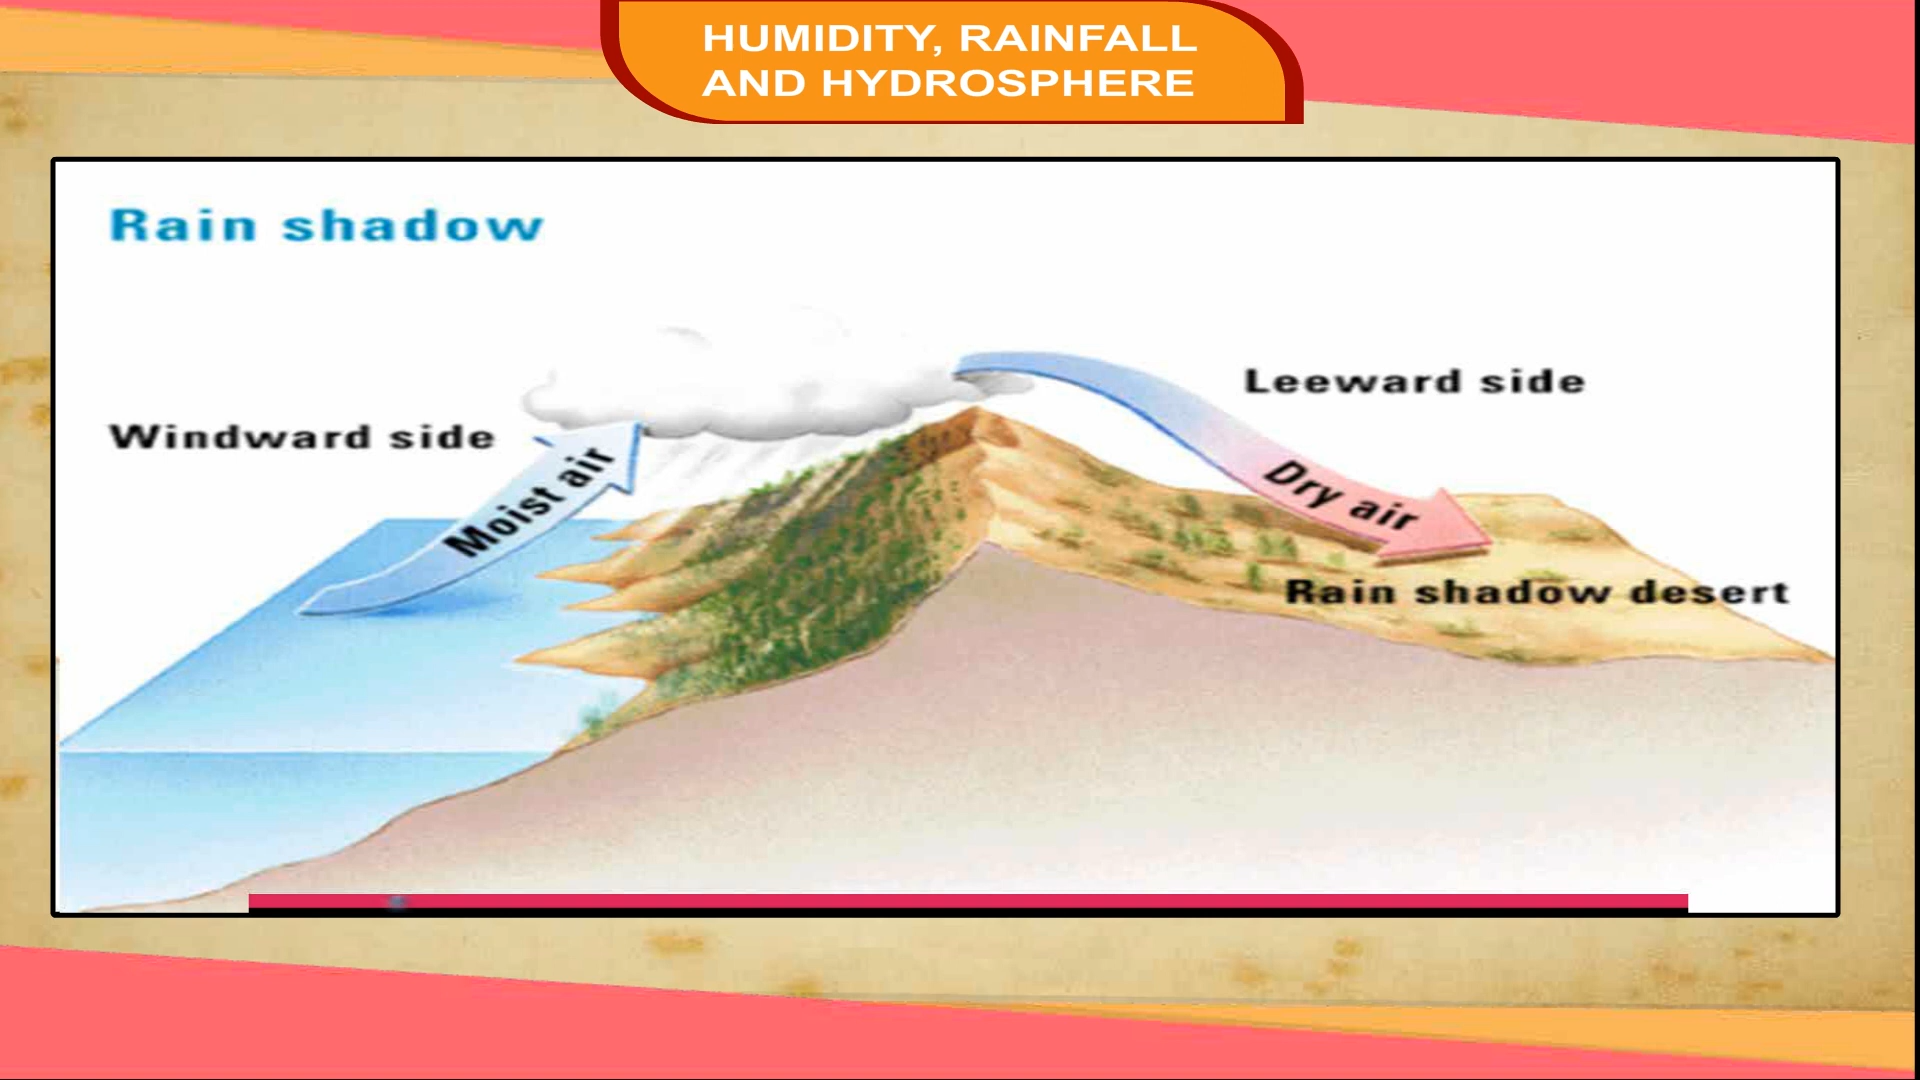 HUMIDITY, RAINFALL
AND HYDROSPHERE
Rain shadow
Leeward side
Windward side
Moist air
Dry air
Rain shadow desert